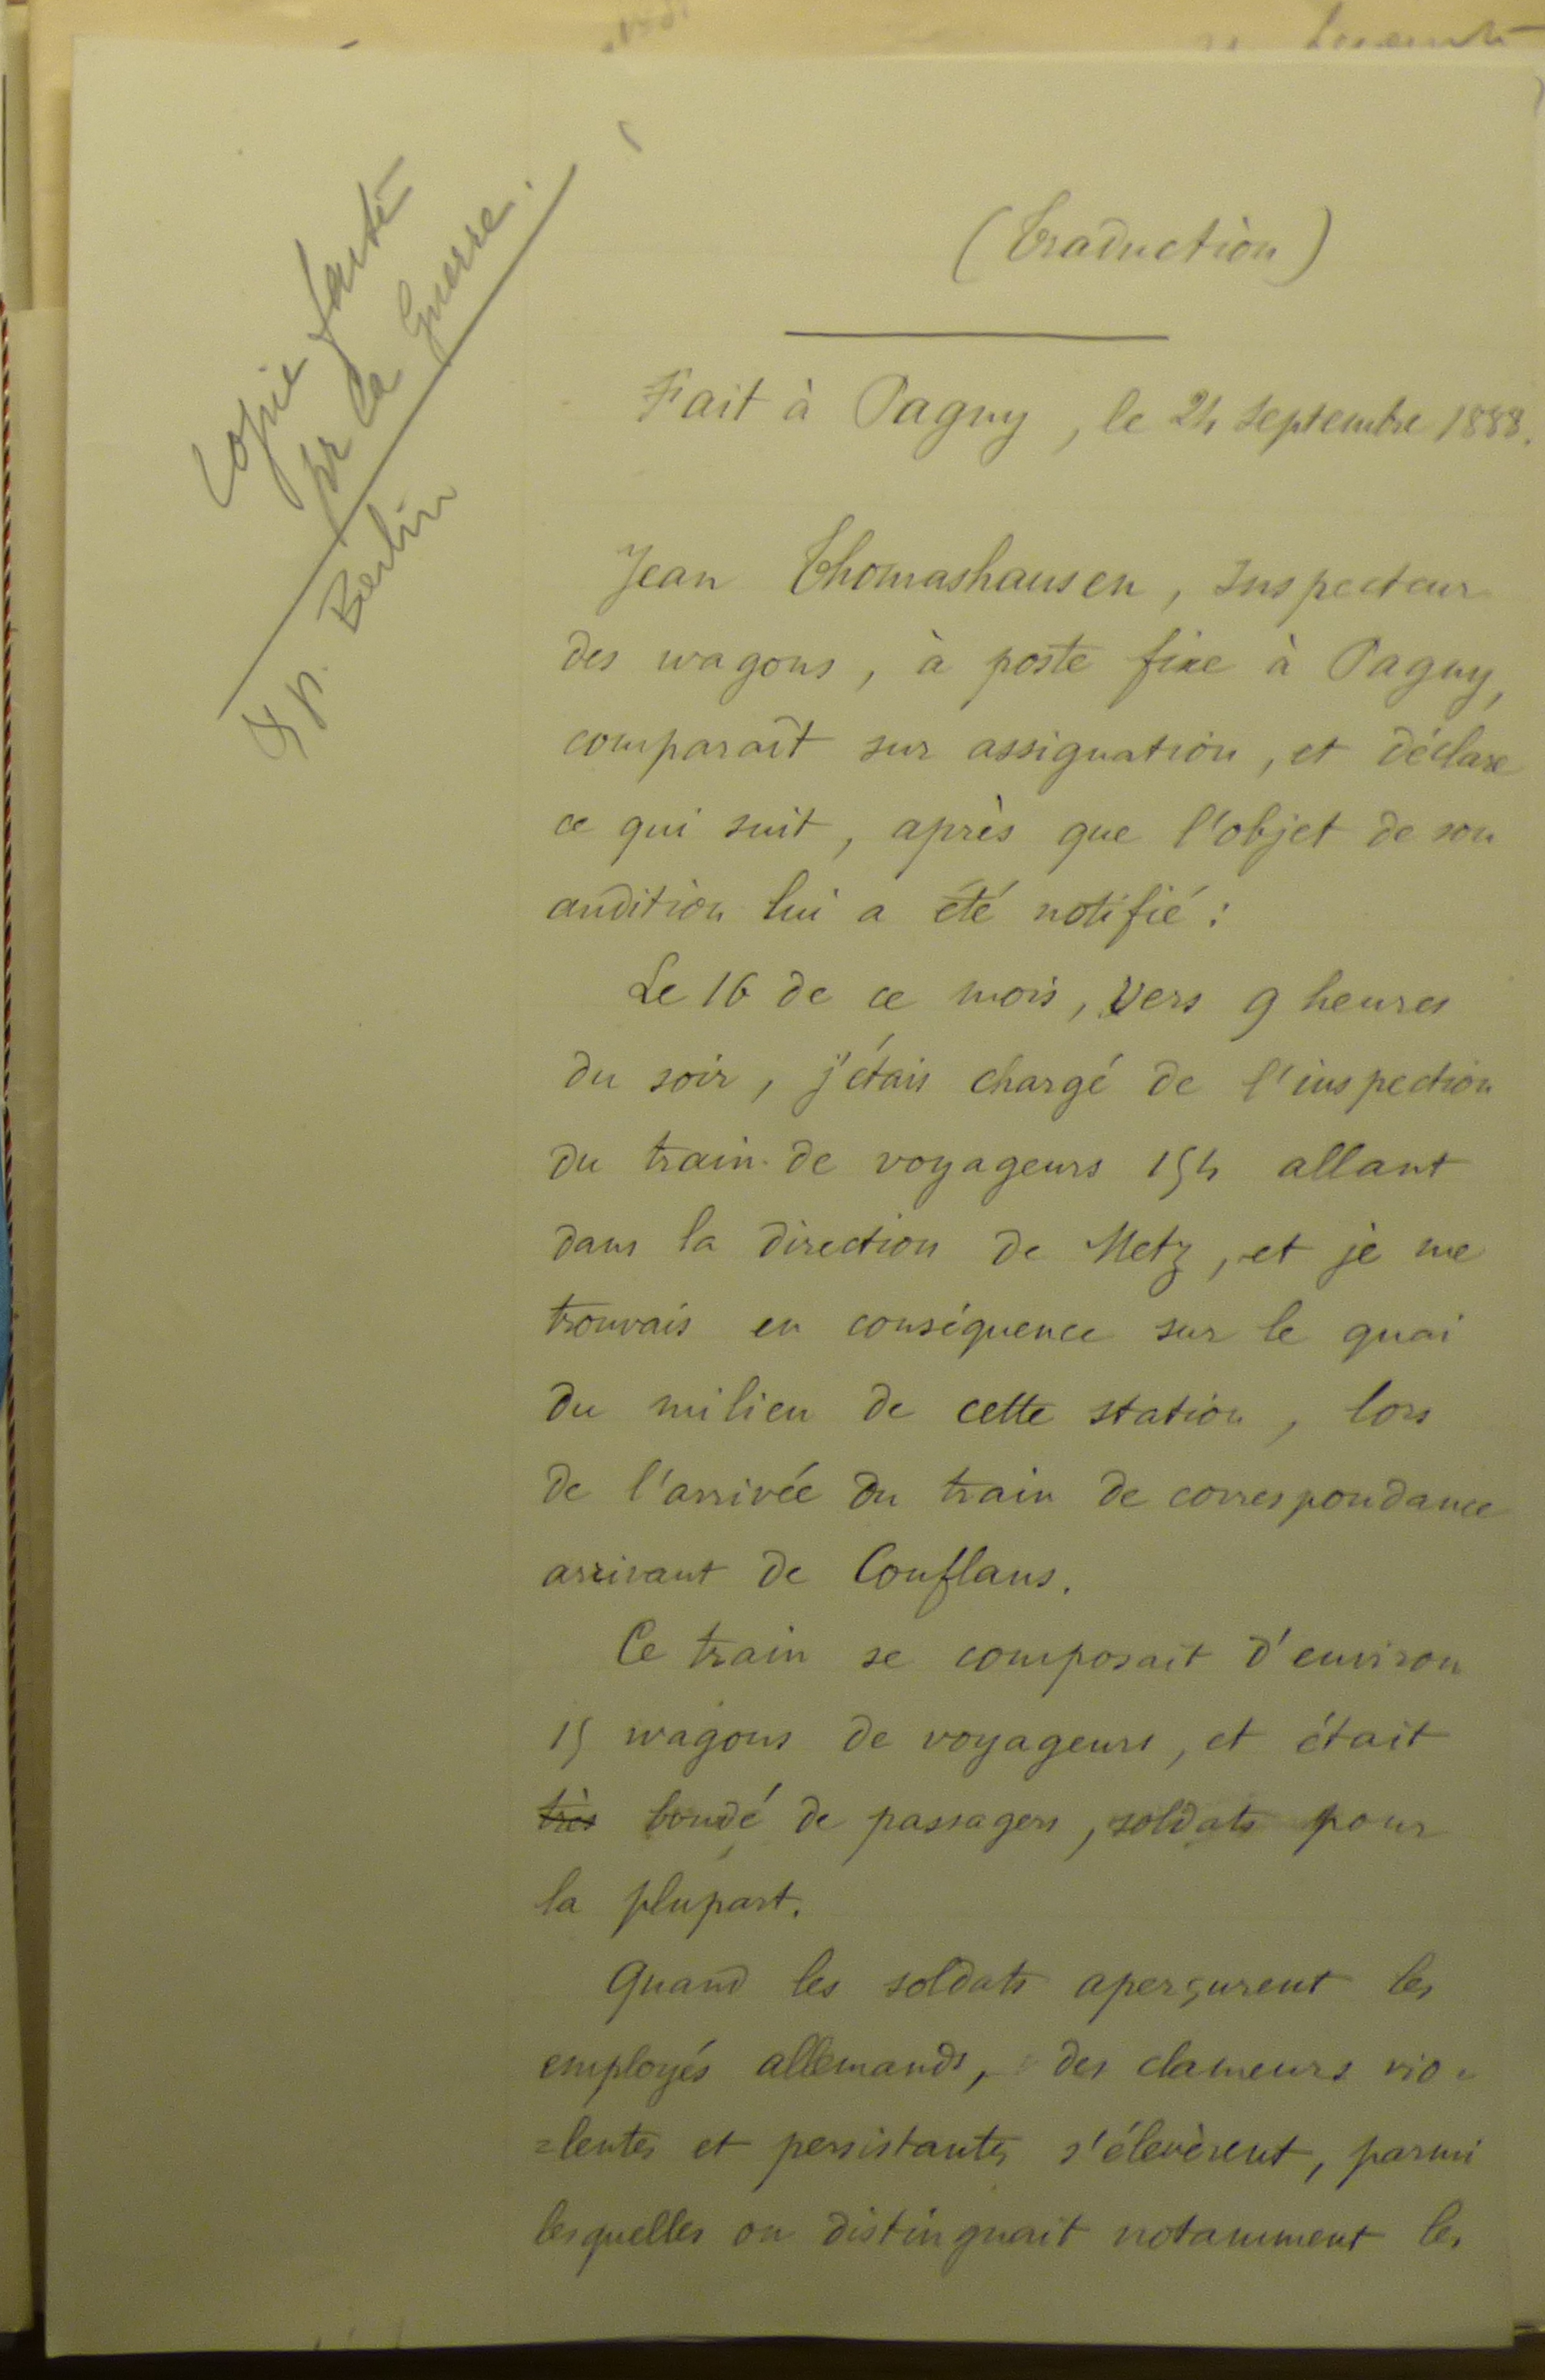 Copie faite
pr la Guerre.
Berlin
(Traduction)
Fait à Pagny, le 24 septembre 1888.
Jean Thomashausen, Inspecteur
des wagons, à poste fixe à Pagny,
comparaît sur assignation, et déclare
ce qui suit, après que l'objet de son
audition lui a été notifié :
Le 16 de ce mois, vers 9 heures
du soir, j'étais chargé de l'inspection
du train de voyageurs 154 allant
dans la direction de Metz, et je me
trouvais en conséquence sur le quai
du milieu de cette station, lors
de l'arrivée du train de correspondance
arrivant de Conflans.
Ce train se composait d'environ
15 wagons de voyageurs, et était
très bondé de passagers, soldats pour
la plupart.
Quand les soldats aperçurent les
employés allemands, des clameurs vio=
=lentes et persistantes s'élevèrent, parmi
lesquelles on distinguait notamment les